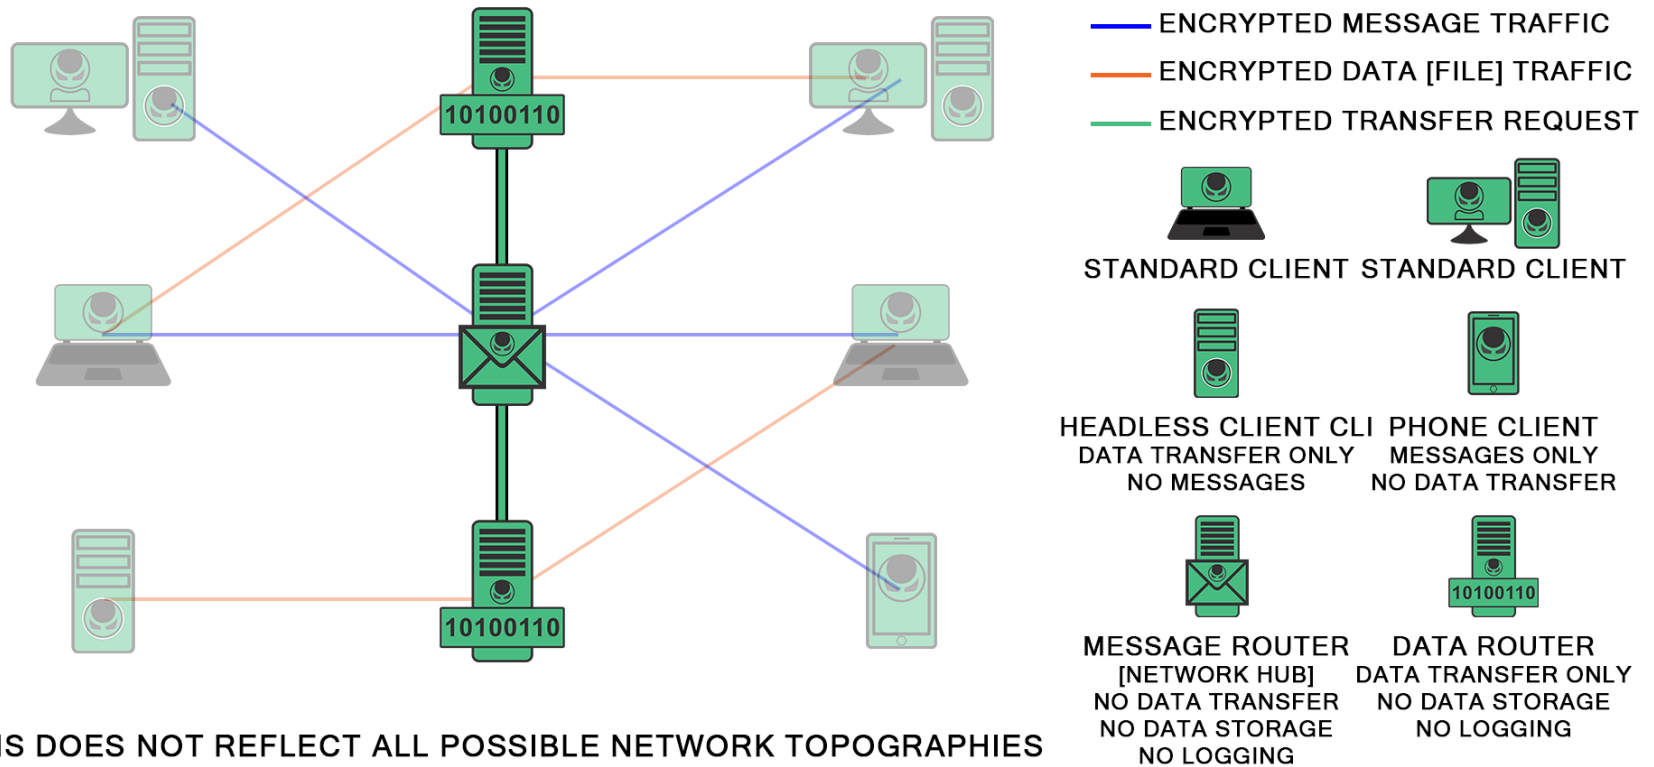 ENCRYPTED MESSAGE TRAFFIC
ENCRYPTED DATA [FILE] TRAFFIC
ENCRYPTED TRANSFER REQUEST
10100110
10100110
STANDARD CLIENT
STANDARD CLIENT
HEADLESS CLIENT CLI
DATA TRANSFER ONLY
NO MESSAGES
PHONE CLIENT
MESSAGES ONLY
NO DATA TRANSFER
10100110
MESSAGE ROUTER
[NETWORK HUB]
NO DATA TRANSFER
NO DATA STORAGE
NO LOGGING
DATA ROUTER
DATA TRANSFER ONLY
NO DATA STORAGE
NO LOGGING
IS DOES NOT REFLECT ALL POSSIBLE NETWORK TOPOGRAPHIES